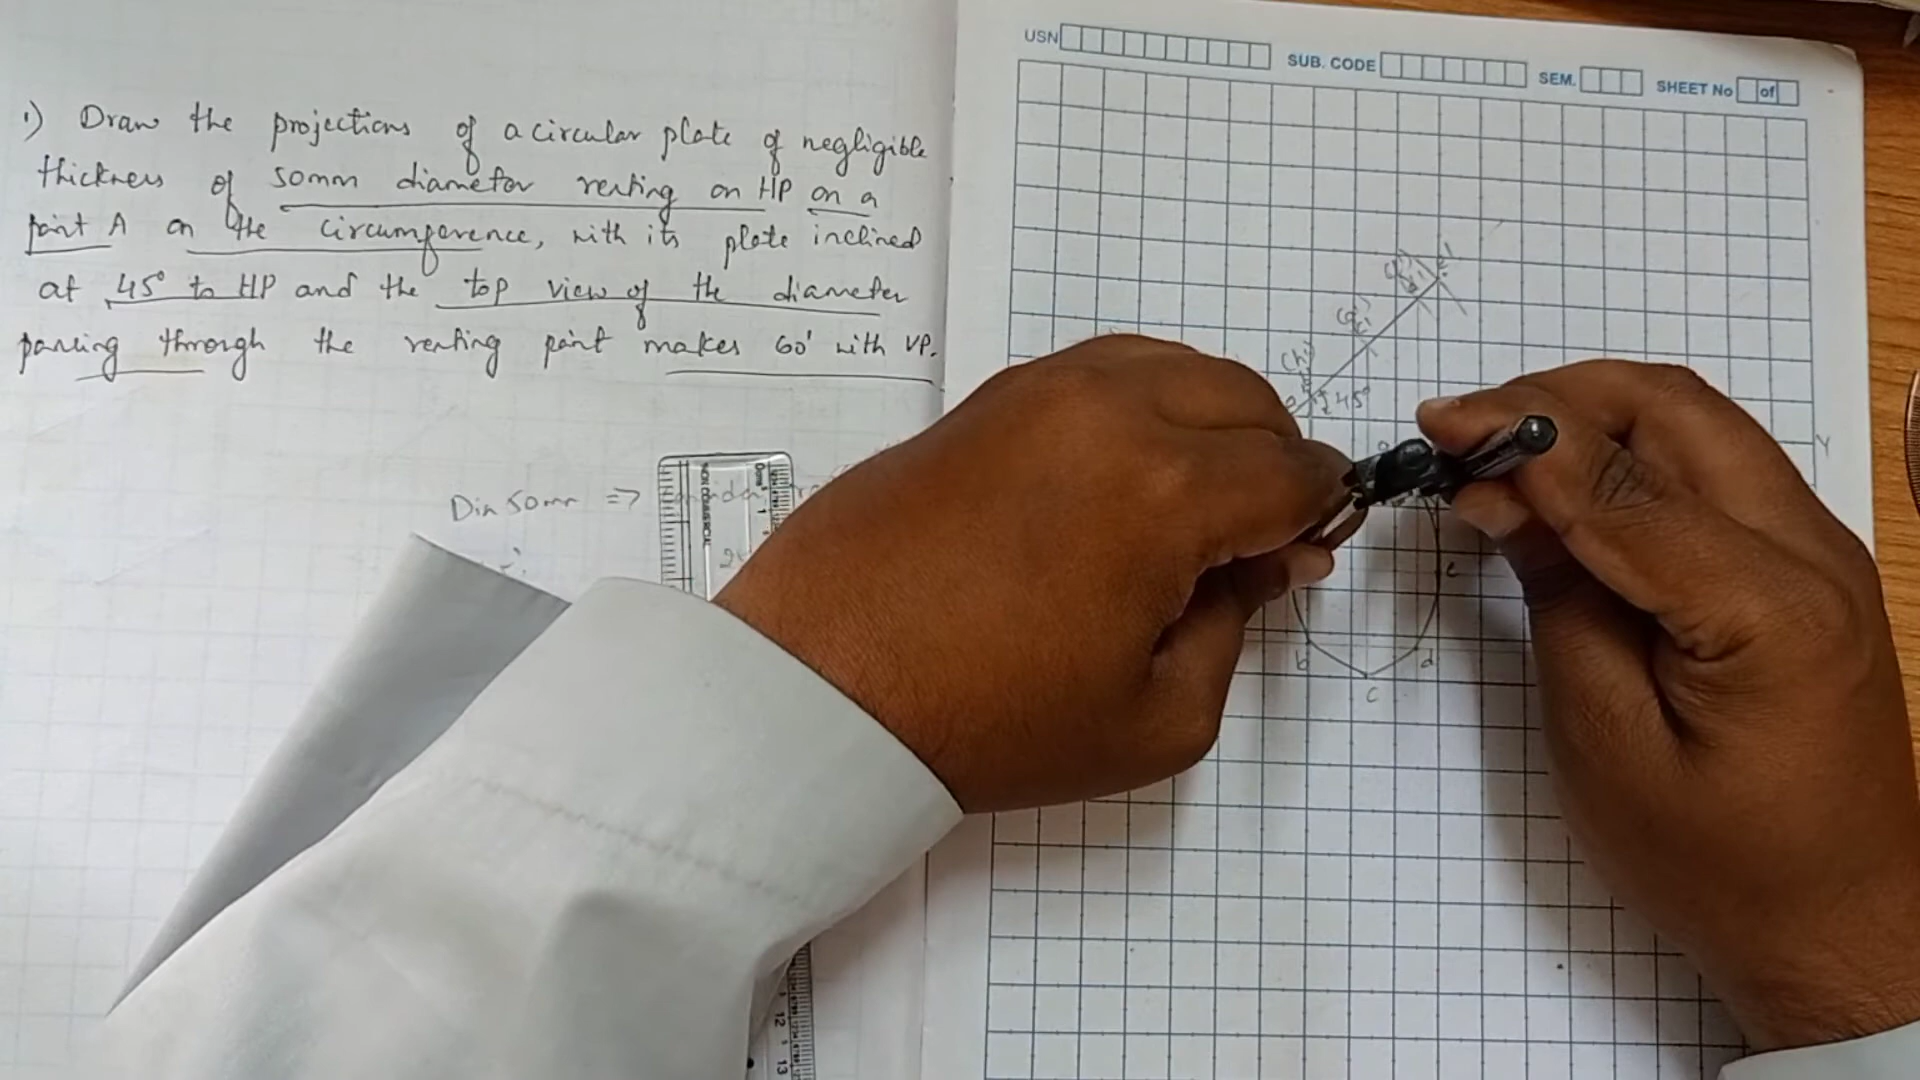 1) Draw the projections of a circular plate of negligible
thickness of 50mm diameter resting on HP on a
point A on the circumference, with its plate inclined
at 45° to HP and the top view of the diameter
passing through the resting point makes 60° with VP.
Dia 50mm =>
USN
SUB. CODE
SEM.
SHEET No of
45°
Y
e
b
d
c
12
13